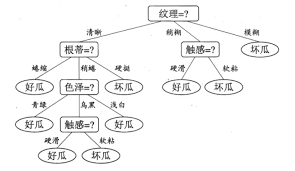 纹理=?
清晰 稍糊 模糊
根蒂=? 触感=? 坏瓜
蜷缩 稍蜷 硬挺 硬滑 软粘
好瓜 色泽=? 坏瓜 好瓜 坏瓜
青绿 乌黑 浅白
好瓜 触感=? 好瓜
硬滑 软粘
好瓜 坏瓜